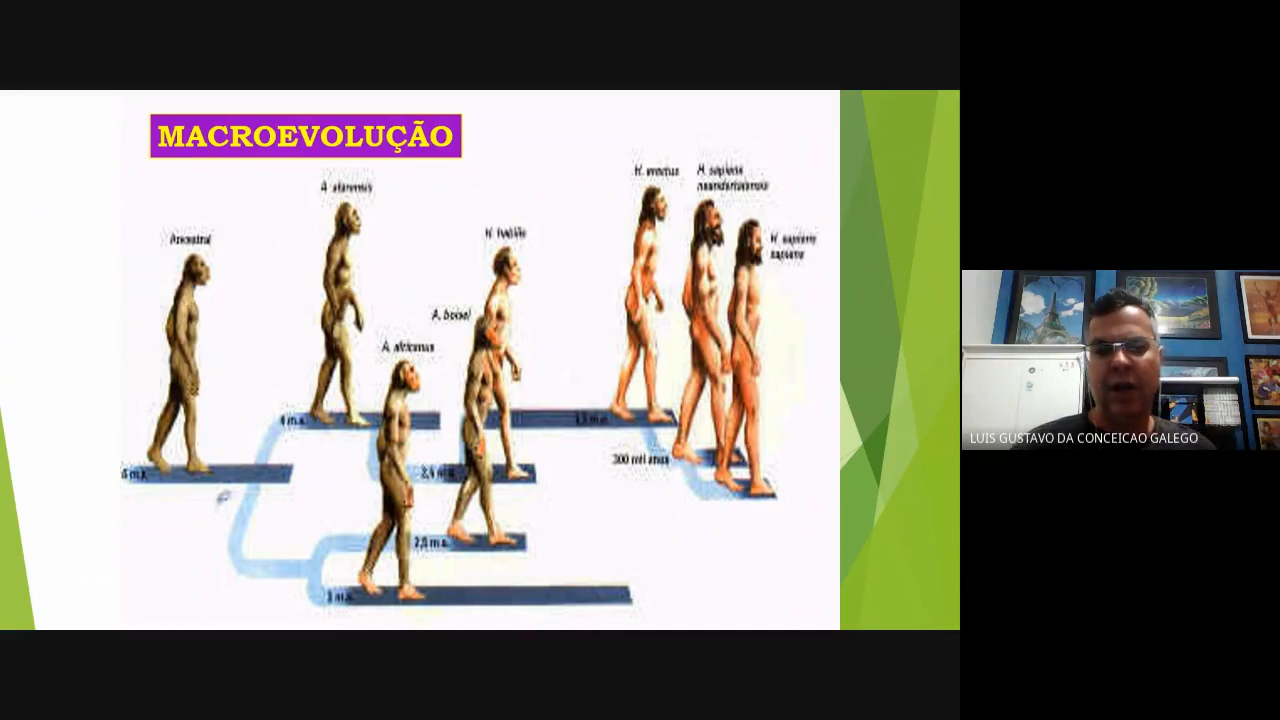 MACROEVOLUÇÃO
A. afarensis
H. erectus
H. sapiens
neandertalensis
Ancestral
H. habilis
H. sapiens
sapiens
A. boisei
A. africanus
4 m.a.
300 mil anos
6 m.a.
2,5 m.a.
3 m.a.
LUIS GUSTAVO DA CONCEICAO GALEGO